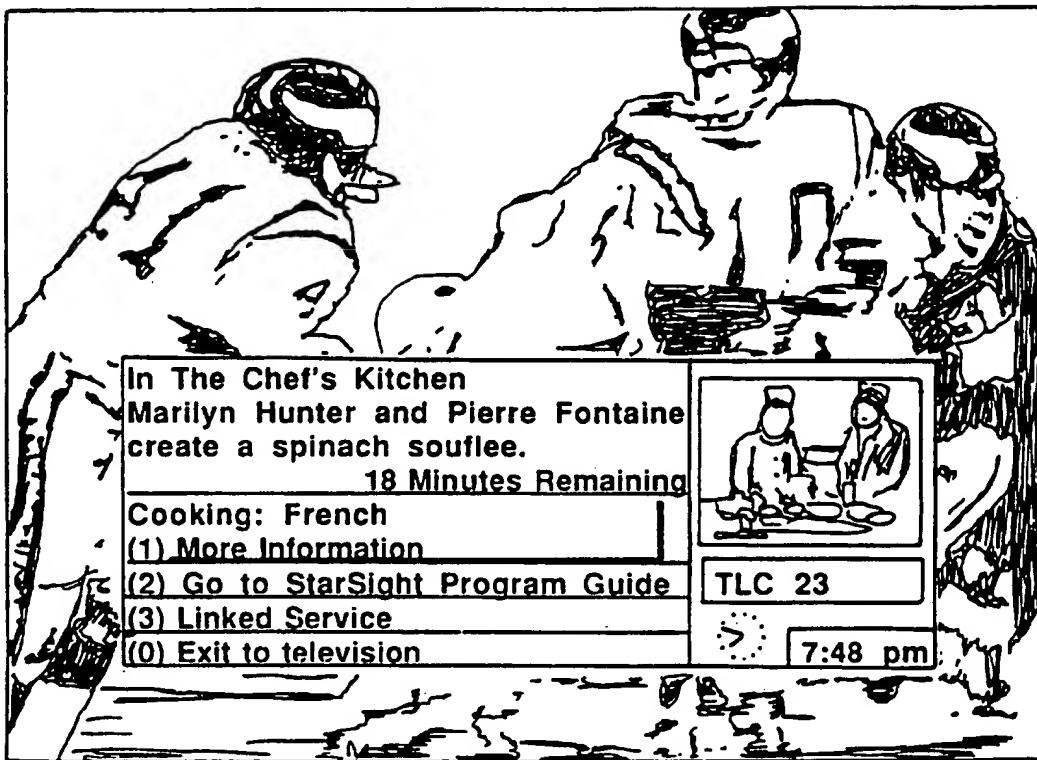 In The Chef's Kitchen
Marilyn Hunter and Pierre Fontaine
create a spinach souflee.
18 Minutes Remaining
Cooking: French
(1) More Information
(2) Go to StarSight Program Guide
(3) Linked Service
(0) Exit to television
TLC 23
7:48 pm